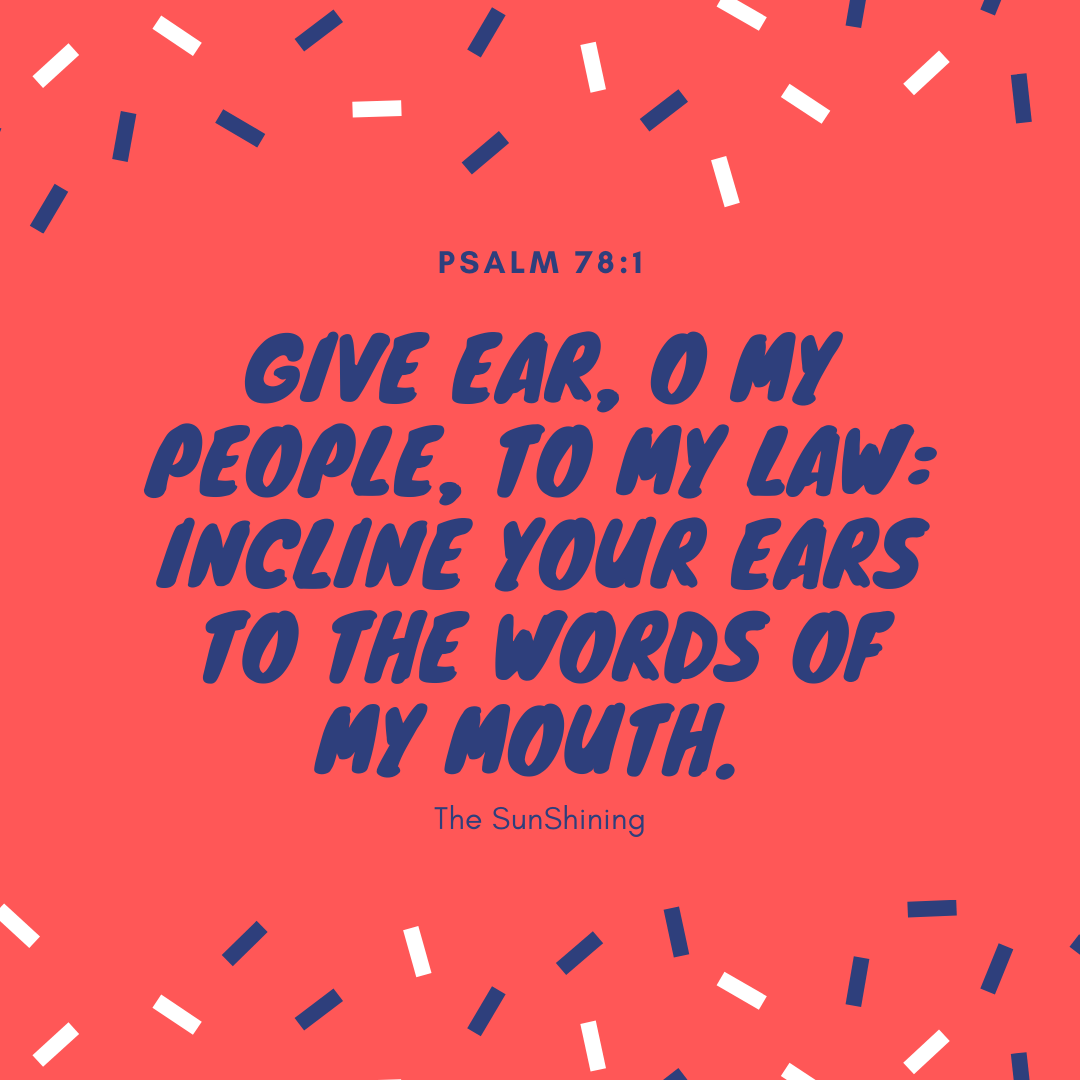 PSALM 78:1
GIVE EAR, O MY
PEOPLE, TO MY LAW:
INCLINE YOUR EARS
TO THE WORDS OF
MY MOUTH.
The SunShining